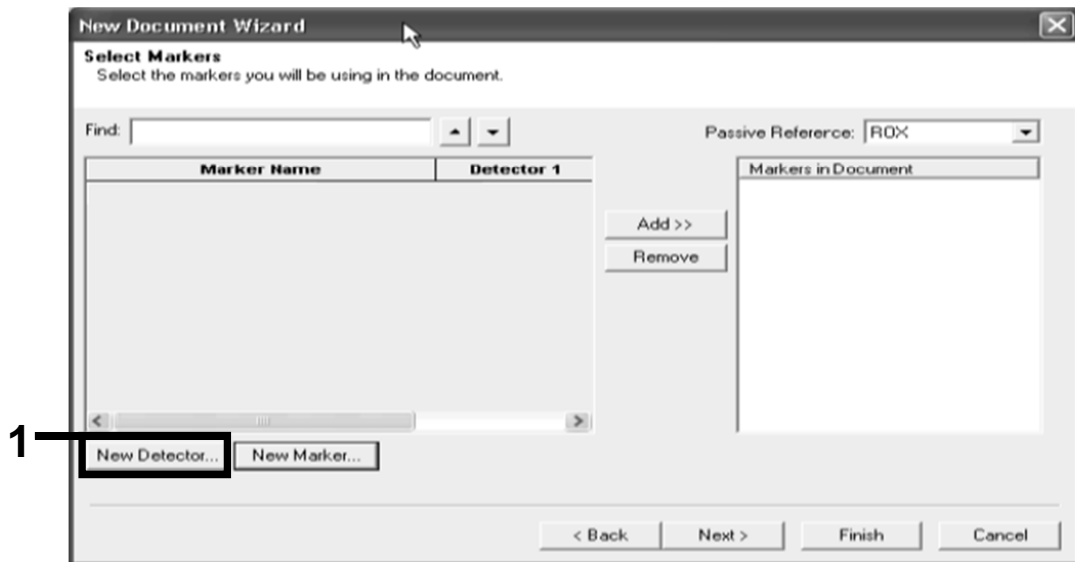 New Document Wizard
Select Markers
Select the markers you will be using in the document.
Find:
Passive Reference: ROX
Marker Name Detector 1
Markers in Document
Add >>
Remove
1
New Detector... New Marker...
< Back Next > Finish Cancel